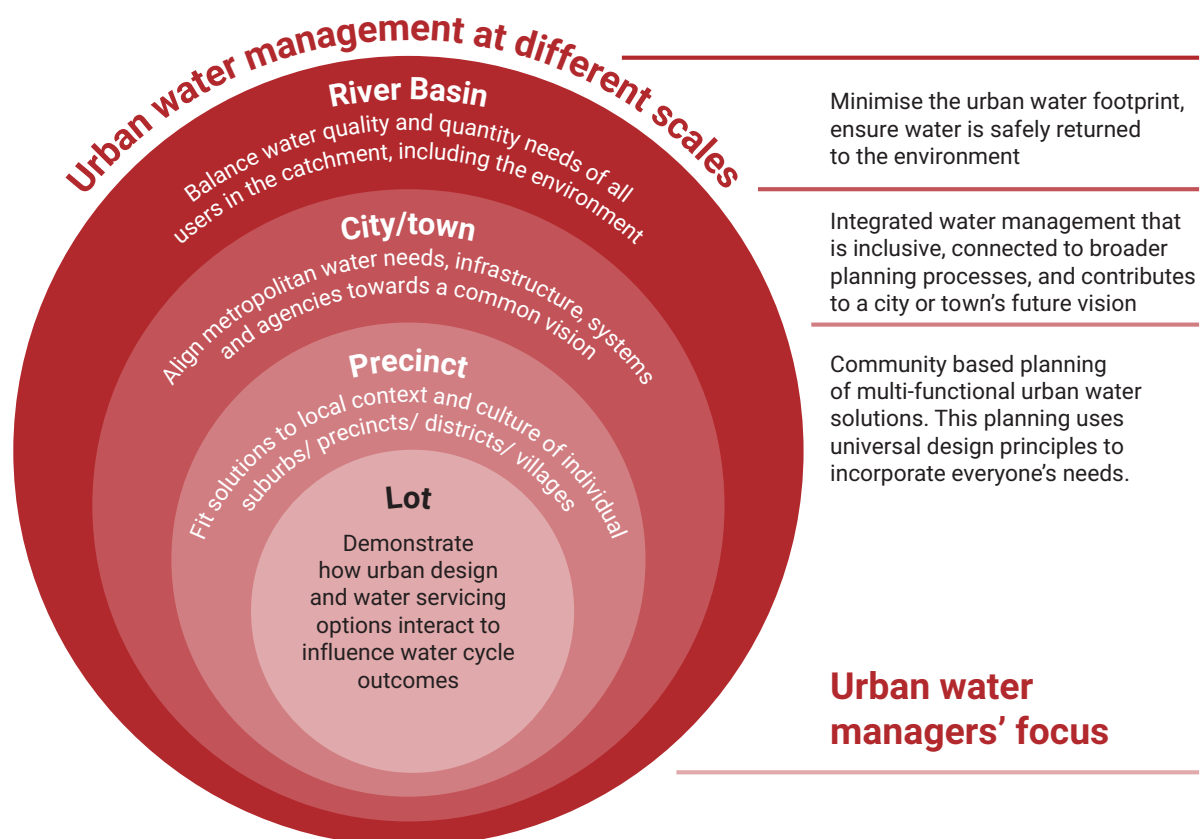 Urban water management at different scales
River Basin
Balance water quality and quantity needs of all
users in the catchment, including the environment
City/town
Align metropolitan water needs, infrastructure, systems
and agencies towards a common vision
Precinct
Fit solutions to local context and culture of individual
suburbs/ precincts/ districts/ villages
Lot
Demonstrate
how urban design
and water servicing
options interact to
influence water cycle
outcomes
Minimise the urban water footprint,
ensure water is safely returned
to the environment
Integrated water management that
is inclusive, connected to broader
planning processes, and contributes
to a city or town’s future vision
Community based planning
of multi-functional urban water
solutions. This planning uses
universal design principles to
incorporate everyone’s needs.
Urban water
managers’ focus